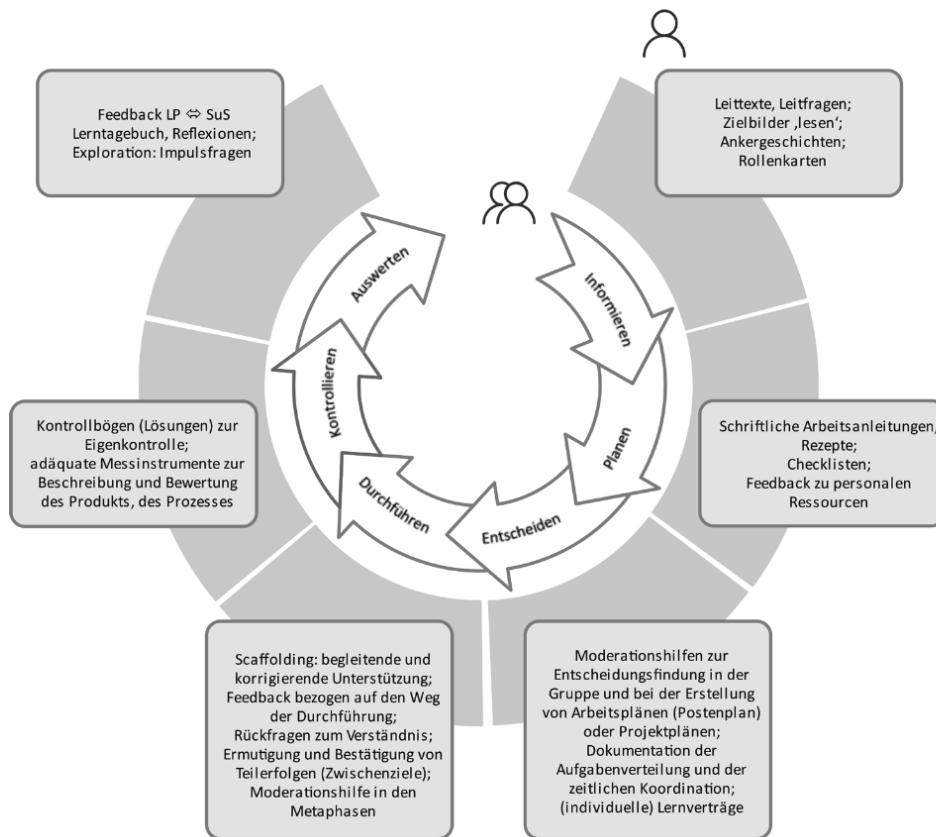 Feedback LP ⇔ SuS
Lerntagebuch, Reflexionen;
Exploration: Impulsfragen
Leittexte, Leitfragen;
Zielbilder ‚lesen‘;
Ankergeschichten;
Rollenkarten
Auswerten
Informieren
Kontrollieren
Planen
Durchführen
Entscheiden
Kontrollbögen (Lösungen) zur
Eigenkontrolle;
adäquate Messinstrumente zur
Beschreibung und Bewertung
des Produkts, des Prozesses
Schriftliche Arbeitsanleitungen,
Rezepte;
Checklisten;
Feedback zu personalen
Ressourcen
Scaffolding: begleitende und
korrigierende Unterstützung;
Feedback bezogen auf den Weg
der Durchführung;
Rückfragen zum Verständnis;
Ermutigung und Bestätigung von
Teilerfolgen (Zwischenziele);
Moderationshilfe in den
Metaphasen
Moderationshilfen zur
Entscheidungsfindung in der
Gruppe und bei der Erstellung
von Arbeitsplänen (Postenplan)
oder Projektplänen;
Dokumentation der
Aufgabenverteilung und der
zeitlichen Koordination;
(individuelle) Lernverträge